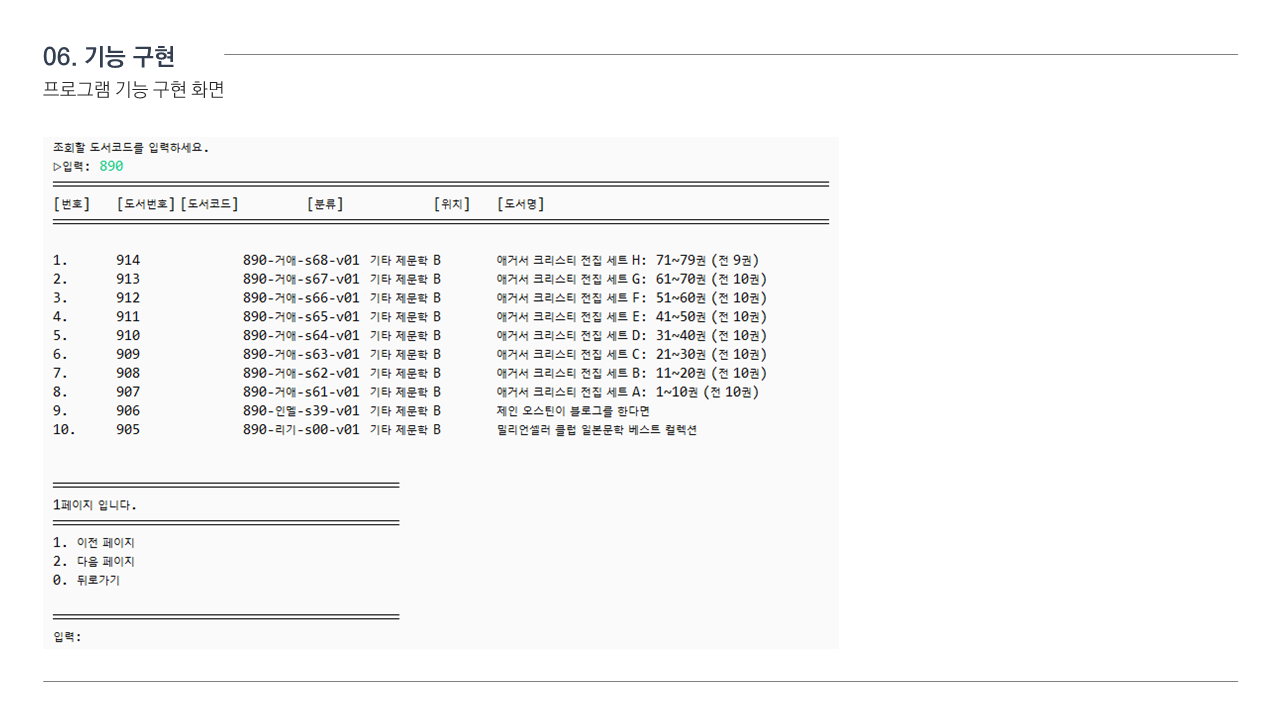 06. 기능 구현
프로그램 기능 구현 화면
조회할 도서코드를 입력하세요.
▷입력: 890
[번호] [도서번호] [도서코드] [분류] [위치] [도서명]
1. 914 890-거애-s68-v01 기타 제문학 B 애거서 크리스티 전집 세트 H: 71~79권 (전 9권)
2. 913 890-거애-s67-v01 기타 제문학 B 애거서 크리스티 전집 세트 G: 61~70권 (전 10권)
3. 912 890-거애-s66-v01 기타 제문학 B 애거서 크리스티 전집 세트 F: 51~60권 (전 10권)
4. 911 890-거애-s65-v01 기타 제문학 B 애거서 크리스티 전집 세트 E: 41~50권 (전 10권)
5. 910 890-거애-s64-v01 기타 제문학 B 애거서 크리스티 전집 세트 D: 31~40권 (전 10권)
6. 909 890-거애-s63-v01 기타 제문학 B 애거서 크리스티 전집 세트 C: 21~30권 (전 10권)
7. 908 890-거애-s62-v01 기타 제문학 B 애거서 크리스티 전집 세트 B: 11~20권 (전 10권)
8. 907 890-거애-s61-v01 기타 제문학 B 애거서 크리스티 전집 세트 A: 1~10권 (전 10권)
9. 906 890-인멜-s39-v01 기타 제문학 B 제인 오스틴이 블로그를 한다면
10. 905 890-리기-s00-v01 기타 제문학 B 밀리언셀러 클럽 일본문학 베스트 컬렉션
1페이지 입니다.
1. 이전 페이지
2. 다음 페이지
0. 뒤로가기
입력: